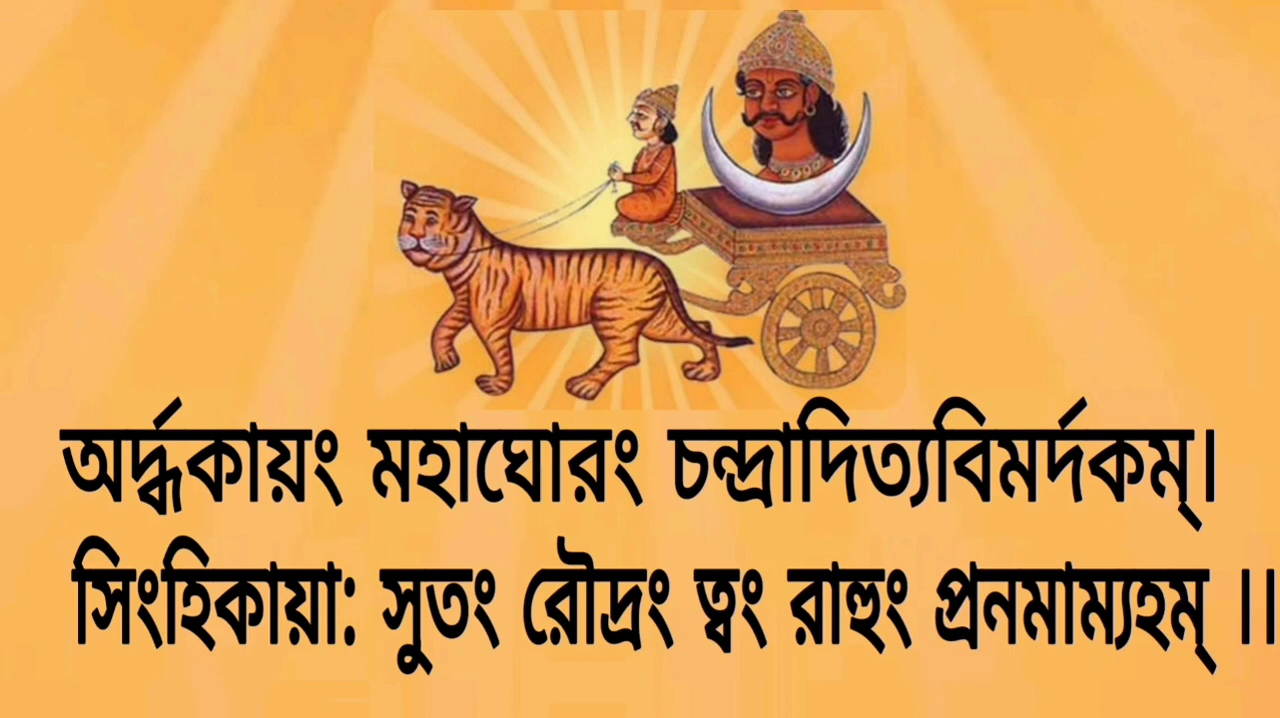 অর্দ্ধকায়ং মহাঘোরং চন্দ্রাদিত্যবিমর্দকম্।
সিংহিকায়া: সুতং রৌদ্রং ত্বং রাহুং প্রনমাম্যহম্ ।।